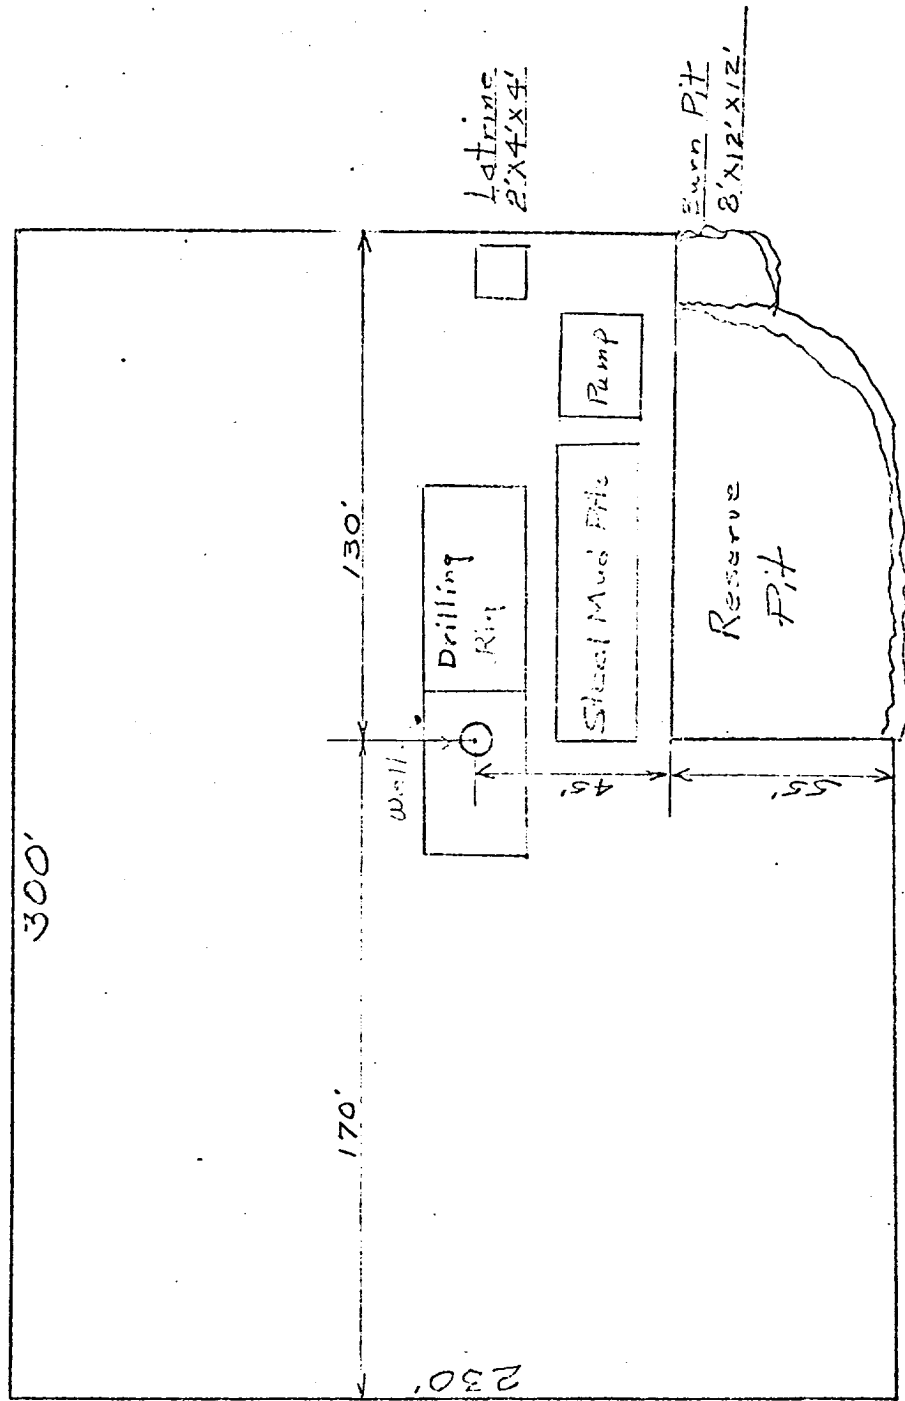 300'
230'
170'
130'
Well
Drilling
Rig
Steel Mud Pits
Pump
45'
55'
Reserve
Pit
Latrine
2'X4'X4'
Burn Pit
8'X12'X12'